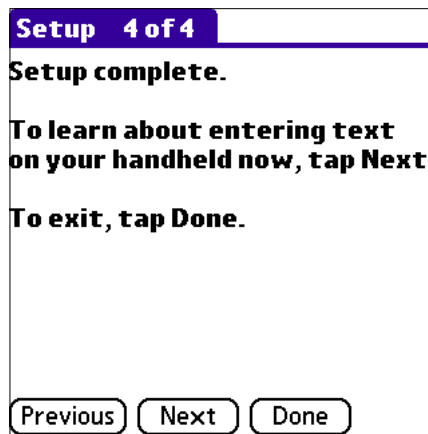 Setup 4 of 4
Setup complete.
To learn about entering text
on your handheld now, tap Next
To exit, tap Done.
Previous Next Done